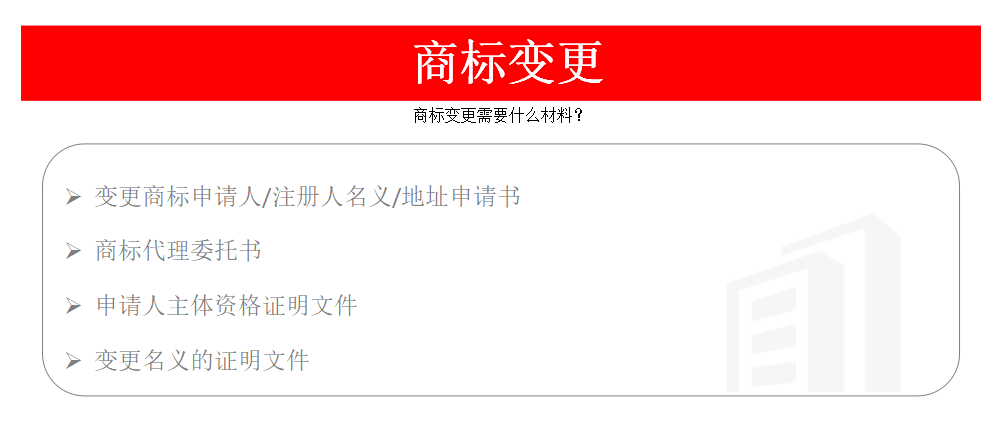 商标变更
商标变更需要什么材料？
变更商标申请人/注册人名义/地址申请书
商标代理委托书
申请人主体资格证明文件
变更名义的证明文件